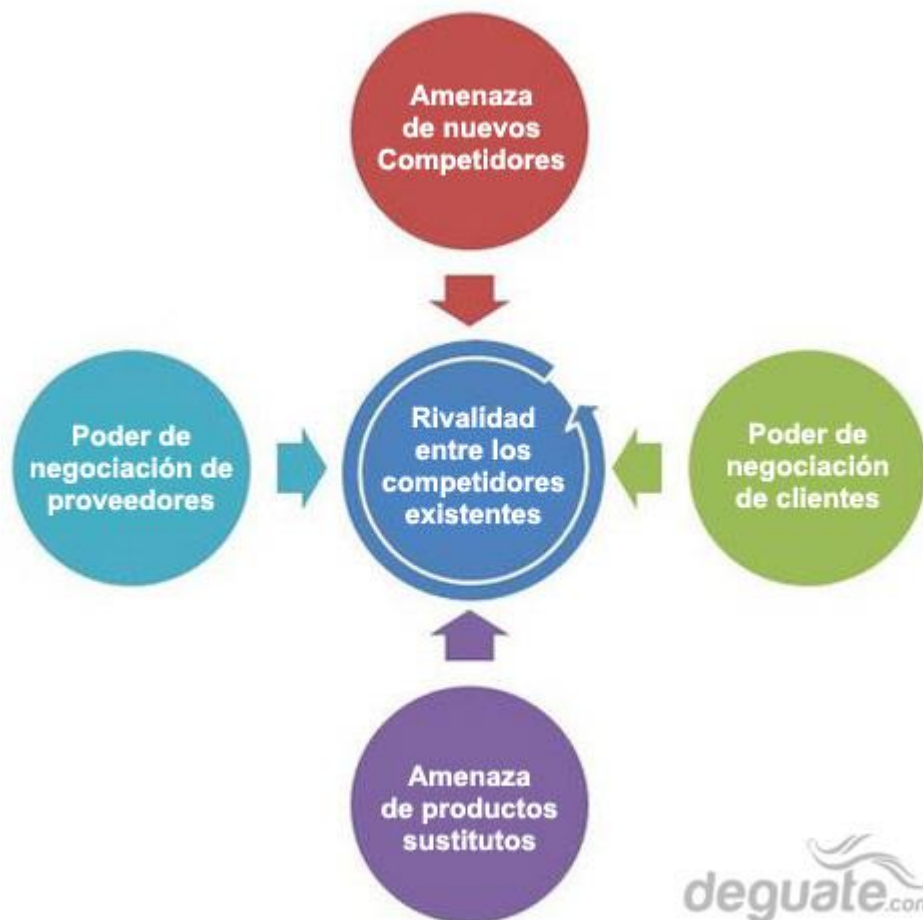 Amenaza
de nuevos
Competidores
Poder de
negociación de
proveedores
Rivalidad
entre los
competidores
existentes
Poder de
negociación
de clientes
Amenaza
de productos
sustitutos
deguate.com